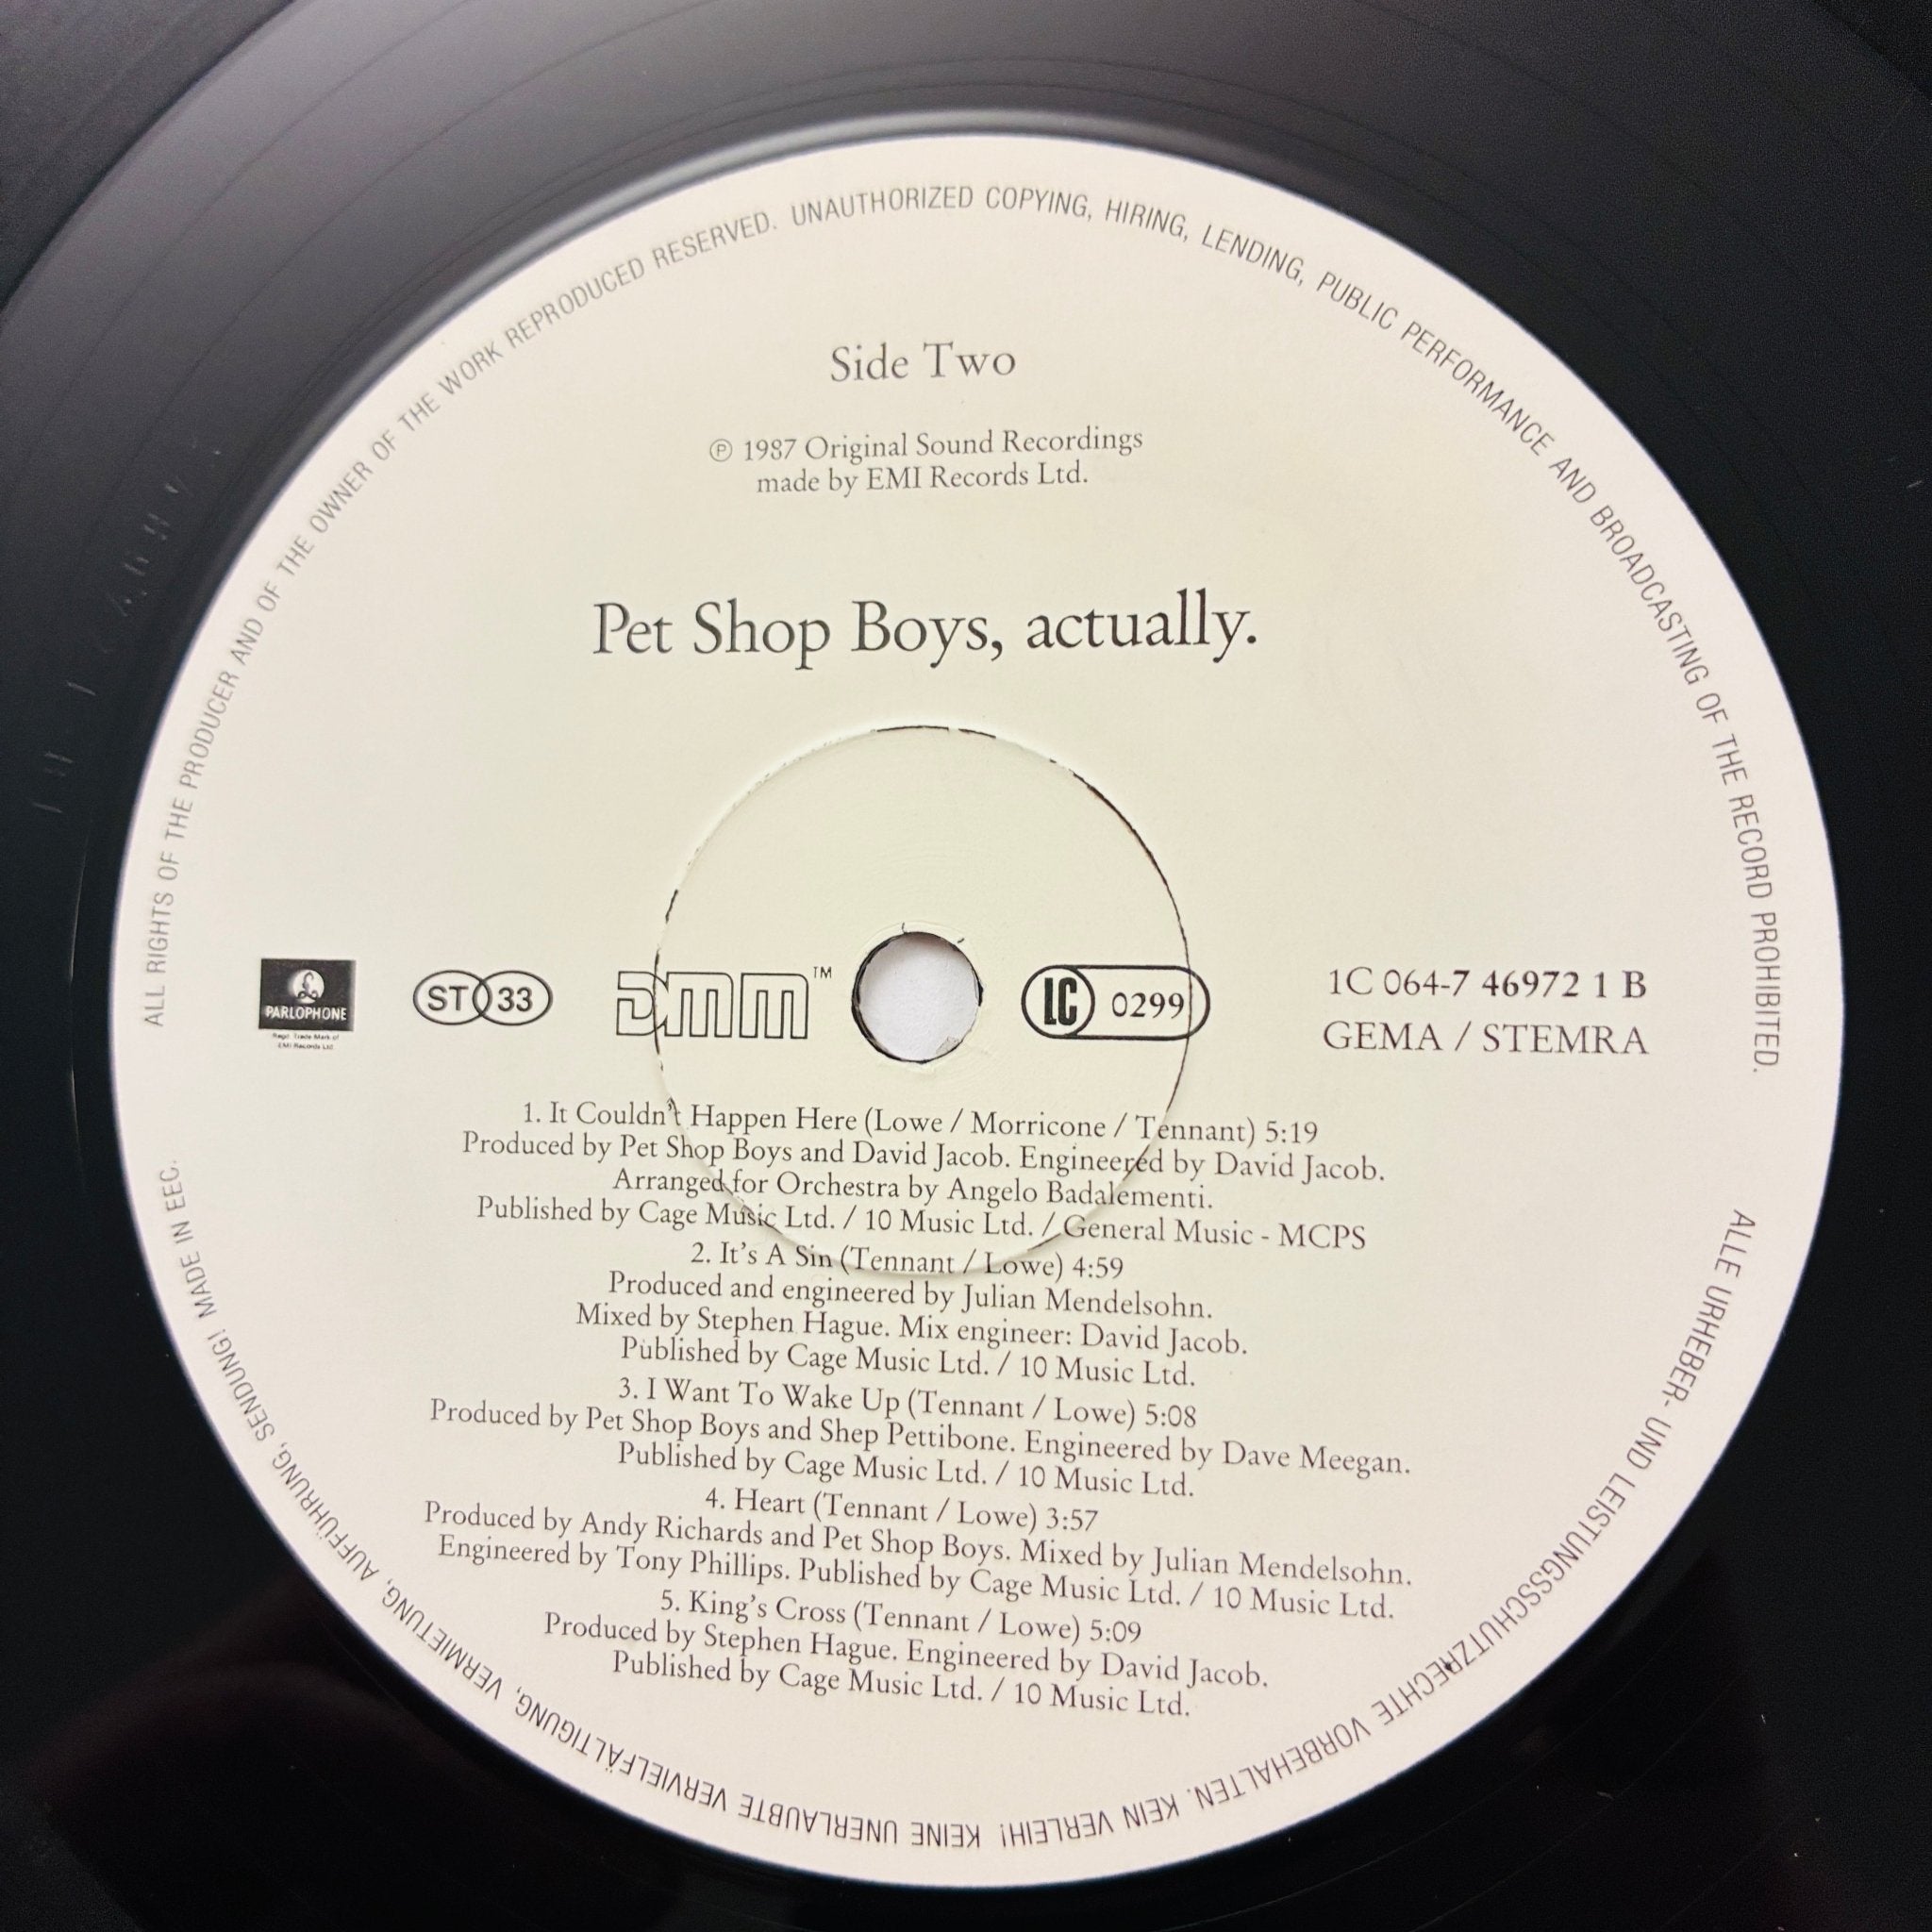 ALL RIGHTS OF THE PRODUCER AND OF THE OWNER OF THE WORK REPRODUCED RESERVED. UNAUTHORIZED COPYING, HIRING, LENDING, PUBLIC PERFORMANCE AND BROADCASTING OF THE RECORD PROHIBITED.
Side Two
℗ 1987 Original Sound Recordings
made by EMI Records Ltd.
Pet Shop Boys, actually.
PARLOPHONE
Regd. Trade Mark of
EMI Records Ltd
ST 33
DMM™
LC 0299
1C 064-7 46972 1 B
GEMA / STEMRA
1. It Couldn't Happen Here (Lowe / Morricone / Tennant) 5:19
Produced by Pet Shop Boys and David Jacob. Engineered by David Jacob.
Arranged for Orchestra by Angelo Badalementi.
Published by Cage Music Ltd. / 10 Music Ltd. / General Music - MCPS
2. It's A Sin (Tennant / Lowe) 4:59
Produced and engineered by Julian Mendelsohn.
Mixed by Stephen Hague. Mix engineer: David Jacob.
Published by Cage Music Ltd. / 10 Music Ltd.
3. I Want To Wake Up (Tennant / Lowe) 5:08
Produced by Pet Shop Boys and Shep Pettibone. Engineered by Dave Meegan.
Published by Cage Music Ltd. / 10 Music Ltd.
4. Heart (Tennant / Lowe) 3:57
Produced by Andy Richards and Pet Shop Boys. Mixed by Julian Mendelsohn.
Engineered by Tony Phillips. Published by Cage Music Ltd. / 10 Music Ltd.
5. King's Cross (Tennant / Lowe) 5:09
Produced by Stephen Hague. Engineered by David Jacob.
Published by Cage Music Ltd. / 10 Music Ltd.
ALLE URHEBER- UND LEISTUNGSSCHUTZRECHTE VORBEHALTEN. KEIN VERLEIH! KEINE UNERLAUBTE VERVIELFÄLTIGUNG, VERMIETUNG, AUFFÜHRUNG, SENDUNG! MADE IN EEC.